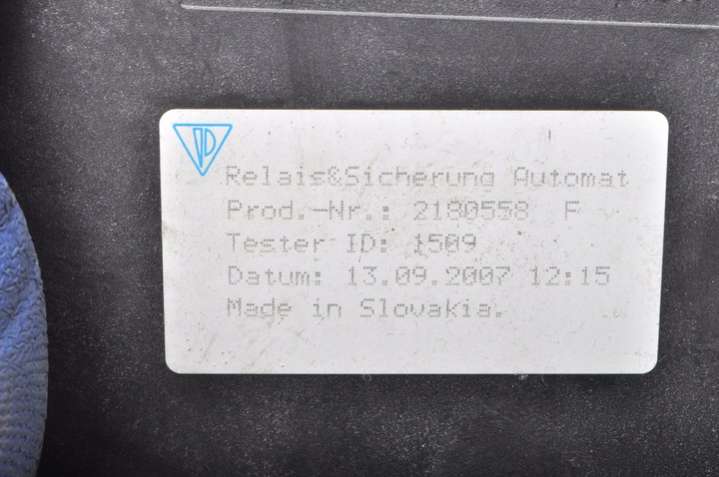 Relais&Sicherung Automat
Prod.-Nr.: 2180558 F
Tester ID: 1509
Datum: 13.09.2007 12:15
Made in Slovakia.